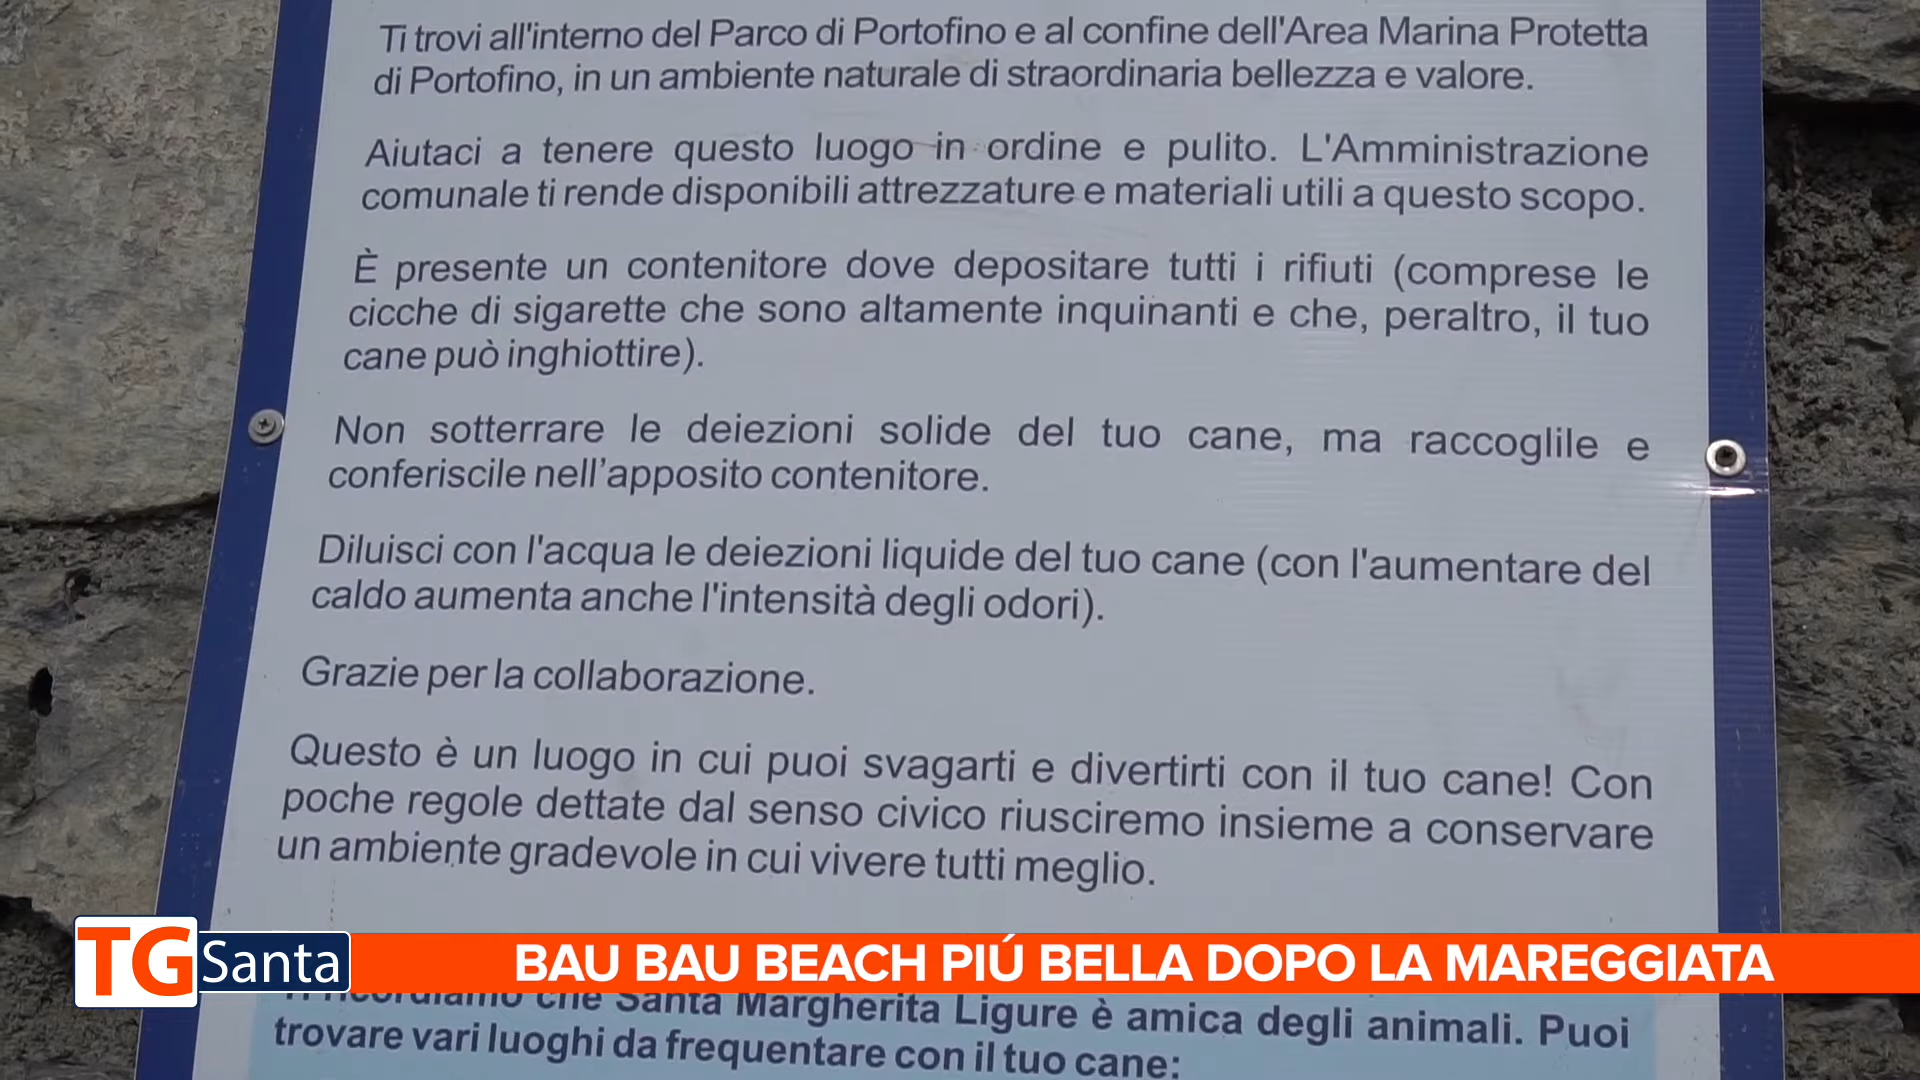 Ti trovi all'interno del Parco di Portofino e al confine dell'Area Marina Protetta
di Portofino, in un ambiente naturale di straordinaria bellezza e valore.
Aiutaci a tenere questo luogo in ordine e pulito. L'Amministrazione
comunale ti rende disponibili attrezzature e materiali utili a questo scopo.
È presente un contenitore dove depositare tutti i rifiuti (comprese le
cicche di sigarette che sono altamente inquinanti e che, peraltro, il tuo
cane può inghiottire).
Non sotterrare le deiezioni solide del tuo cane, ma raccoglile e
conferiscile nell'apposito contenitore.
Diluisci con l'acqua le deiezioni liquide del tuo cane (con l'aumentare del
caldo aumenta anche l'intensità degli odori).
Grazie per la collaborazione.
Questo è un luogo in cui puoi svagarti e divertirti con il tuo cane! Con
poche regole dettate dal senso civico riusciremo insieme a conservare
un ambiente gradevole in cui vivere tutti meglio.
TG Santa
BAU BAU BEACH PIÚ BELLA DOPO LA MAREGGIATA
Ti ricordiamo che Santa Margherita Ligure è amica degli animali. Puoi
trovare vari luoghi da frequentare con il tuo cane: